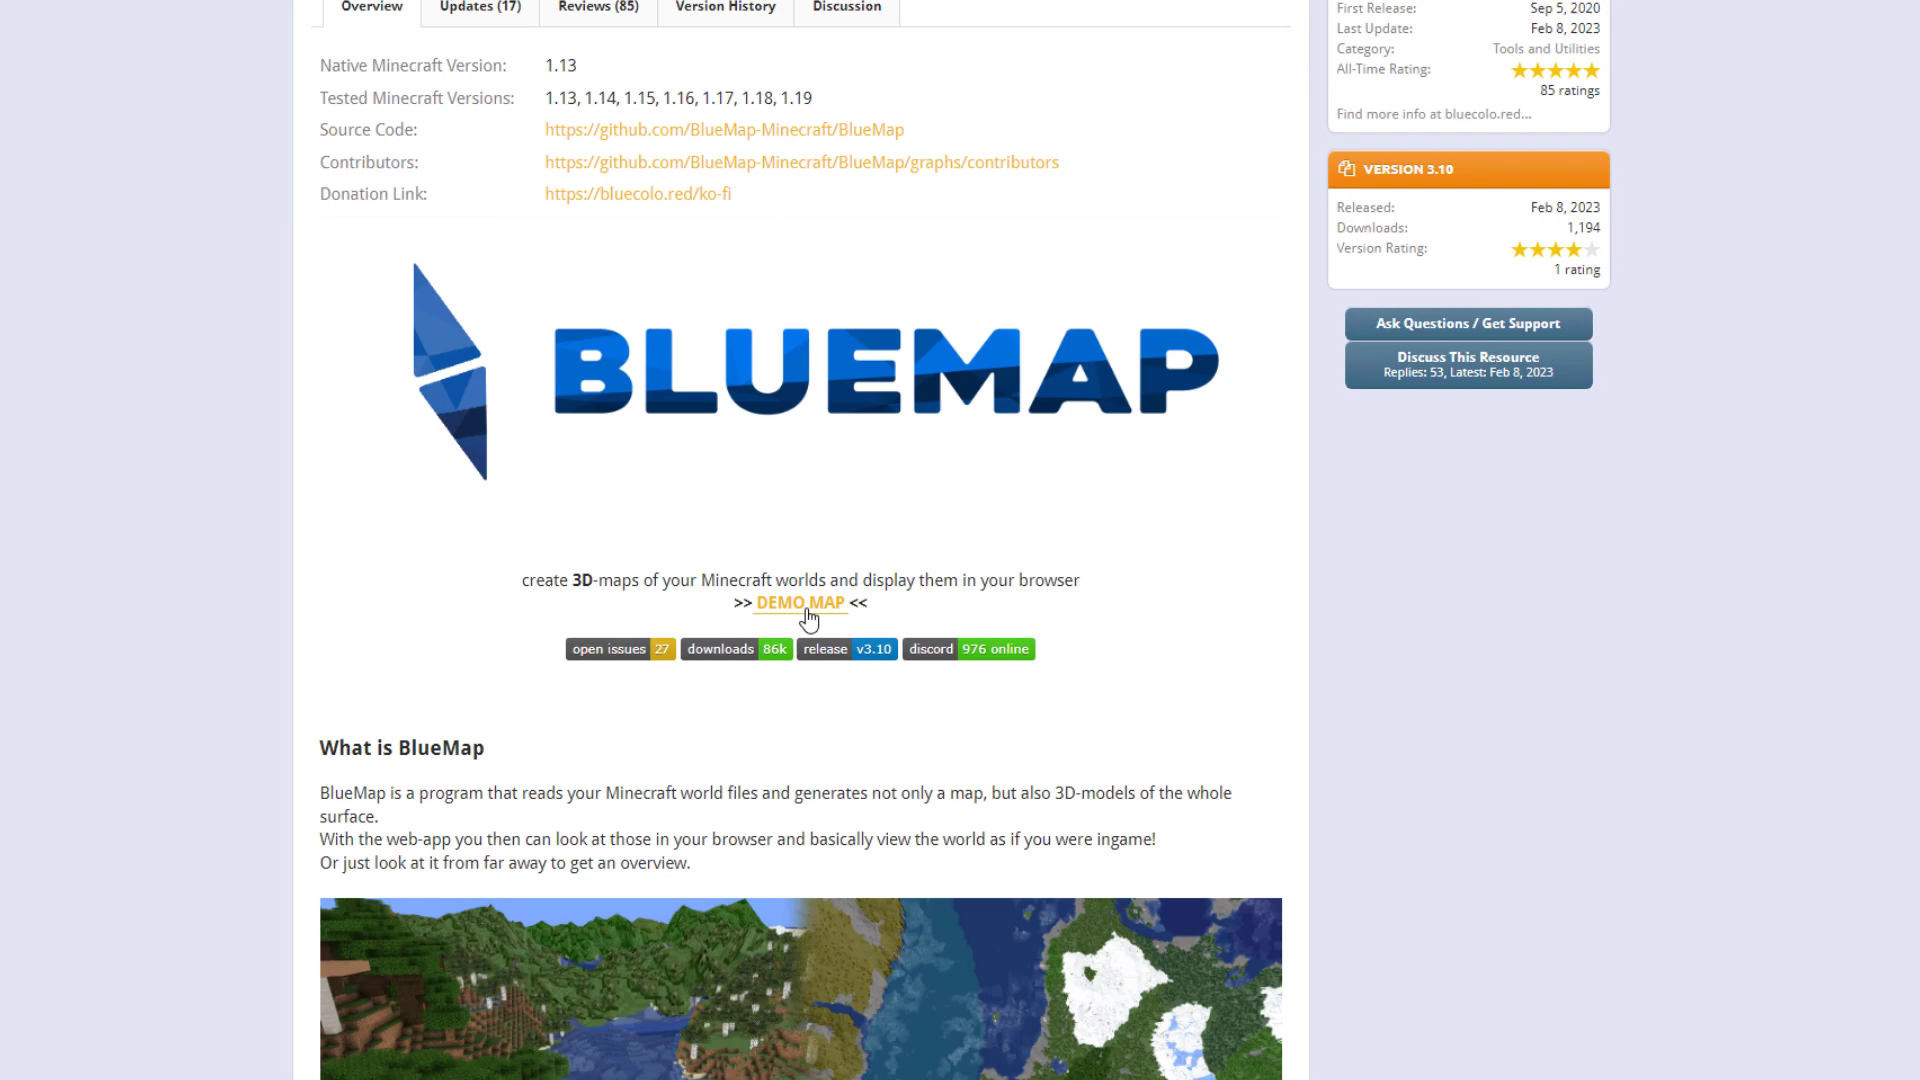 Overview
Updates (17)
Reviews (85)
Version History
Discussion
Native Minecraft Version: 1.13
Tested Minecraft Versions: 1.13, 1.14, 1.15, 1.16, 1.17, 1.18, 1.19
Source Code: https://github.com/BlueMap-Minecraft/BlueMap
Contributors: https://github.com/BlueMap-Minecraft/BlueMap/graphs/contributors
Donation Link: https://bluecolo.red/ko-fi
BLUEMAP
create 3D-maps of your Minecraft worlds and display them in your browser
>> DEMO MAP <<
open issues 27 downloads 86k release v3.10 discord 976 online
What is BlueMap
BlueMap is a program that reads your Minecraft world files and generates not only a map, but also 3D-models of the whole
surface.
With the web-app you then can look at those in your browser and basically view the world as if you were ingame!
Or just look at it from far away to get an overview.
First Release: Sep 5, 2020
Last Update: Feb 8, 2023
Category: Tools and Utilities
All-Time Rating:
85 ratings
Find more info at bluecolo.red...
VERSION 3.10
Released: Feb 8, 2023
Downloads: 1,194
Version Rating:
1 rating
Ask Questions / Get Support
Discuss This Resource
Replies: 53, Latest: Feb 8, 2023